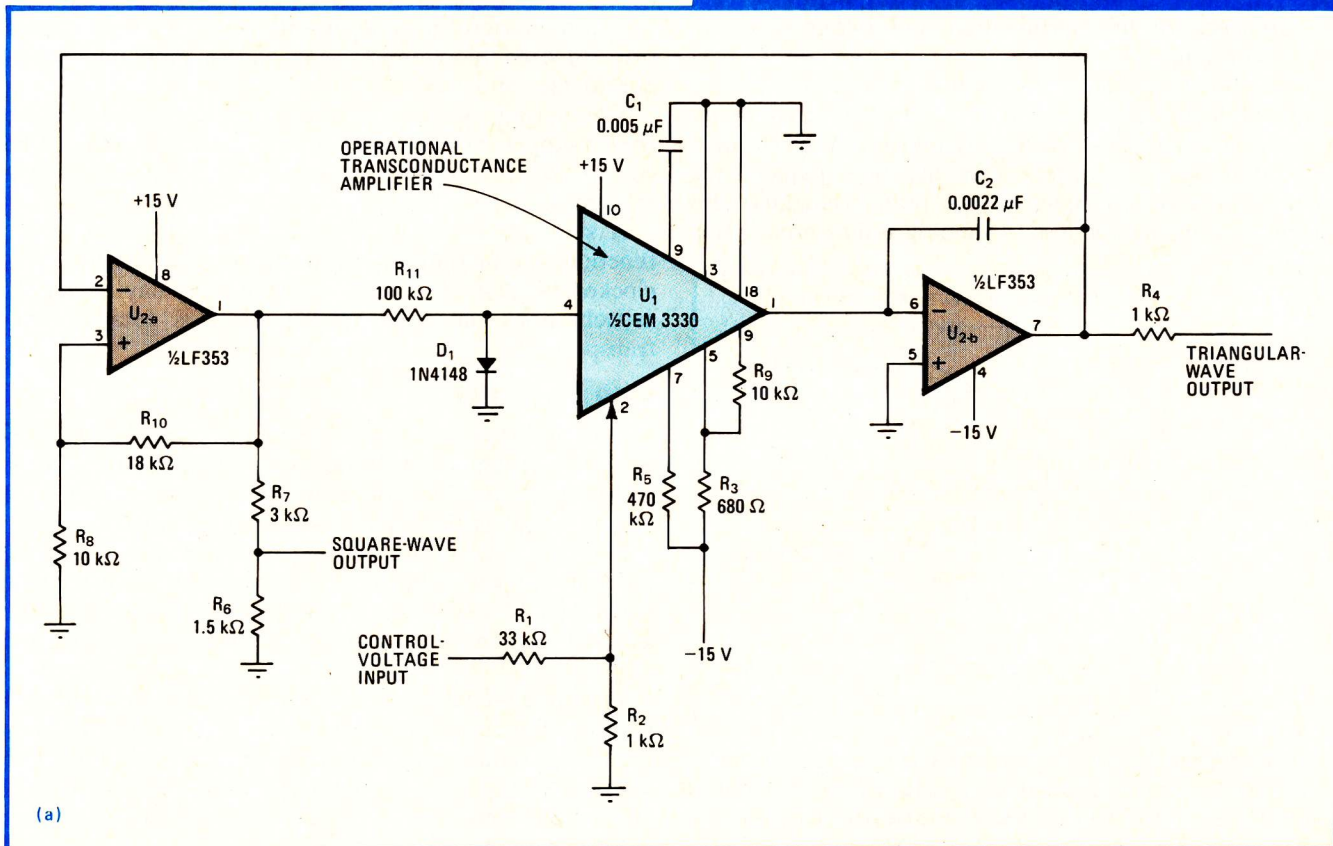 OPERATIONAL
TRANSCONDUCTANCE
AMPLIFIER
C1
0.005 μF
+15 V
10
9
3
18
+15 V
8
2
−
3
+
U2-a
1
½LF353
R11
100 kΩ
D1
1N4148
4
U1
½CEM 3330
1
9
5
7
2
R9
10 kΩ
C2
0.0022 μF
½LF353
6
−
5
+
U2-b
7
4
−15 V
R4
1 kΩ
TRIANGULAR-
WAVE
OUTPUT
R10
18 kΩ
R8
10 kΩ
R7
3 kΩ
SQUARE-WAVE
OUTPUT
R6
1.5 kΩ
R5
470
kΩ
R3
680 Ω
−15 V
CONTROL-
VOLTAGE
INPUT
R1
33 kΩ
R2
1 kΩ
(a)